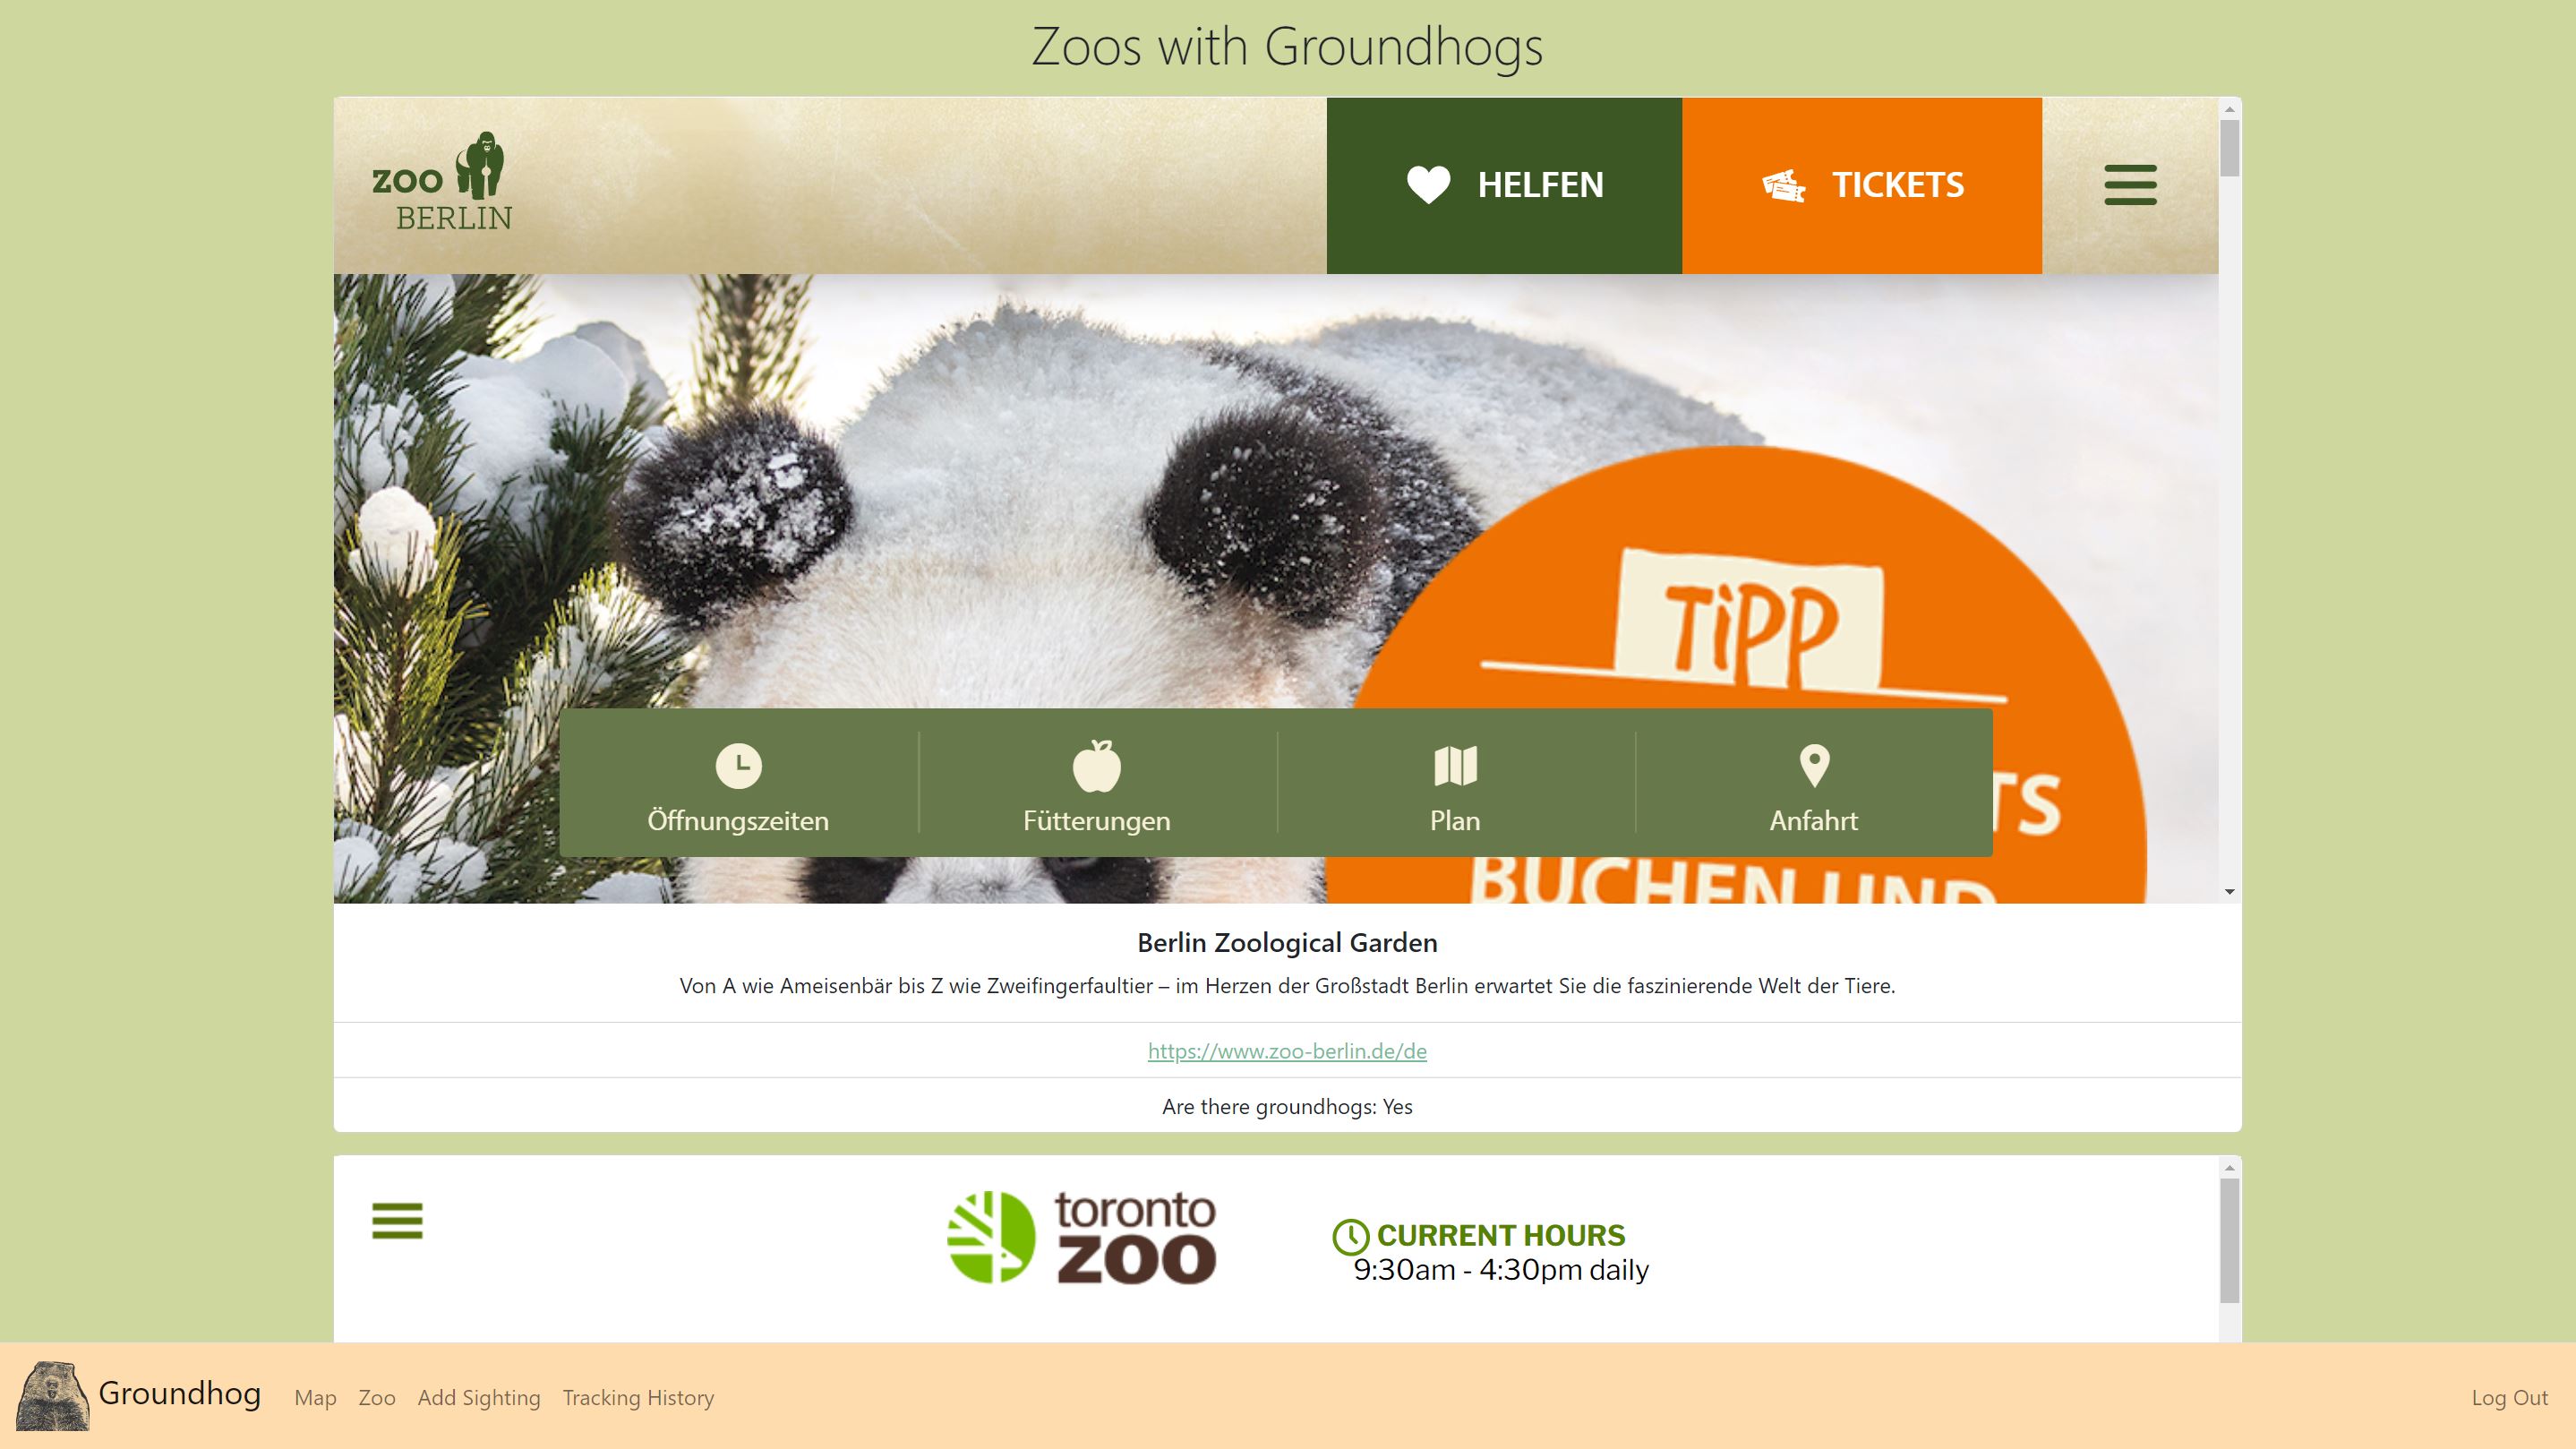 Zoos with Groundhogs
ZOO
BERLIN
HELFEN
TICKETS
TiPP
TS
BUCHEN UND
Öffnungszeiten
Fütterungen
Plan
Anfahrt
Berlin Zoological Garden
Von A wie Ameisenbär bis Z wie Zweifingerfaultier – im Herzen der Großstadt Berlin erwartet Sie die faszinierende Welt der Tiere.
https://www.zoo-berlin.de/de
Are there groundhogs: Yes
toronto
zoo
CURRENT HOURS
9:30am - 4:30pm daily
Groundhog
Map
Zoo
Add Sighting
Tracking History
Log Out